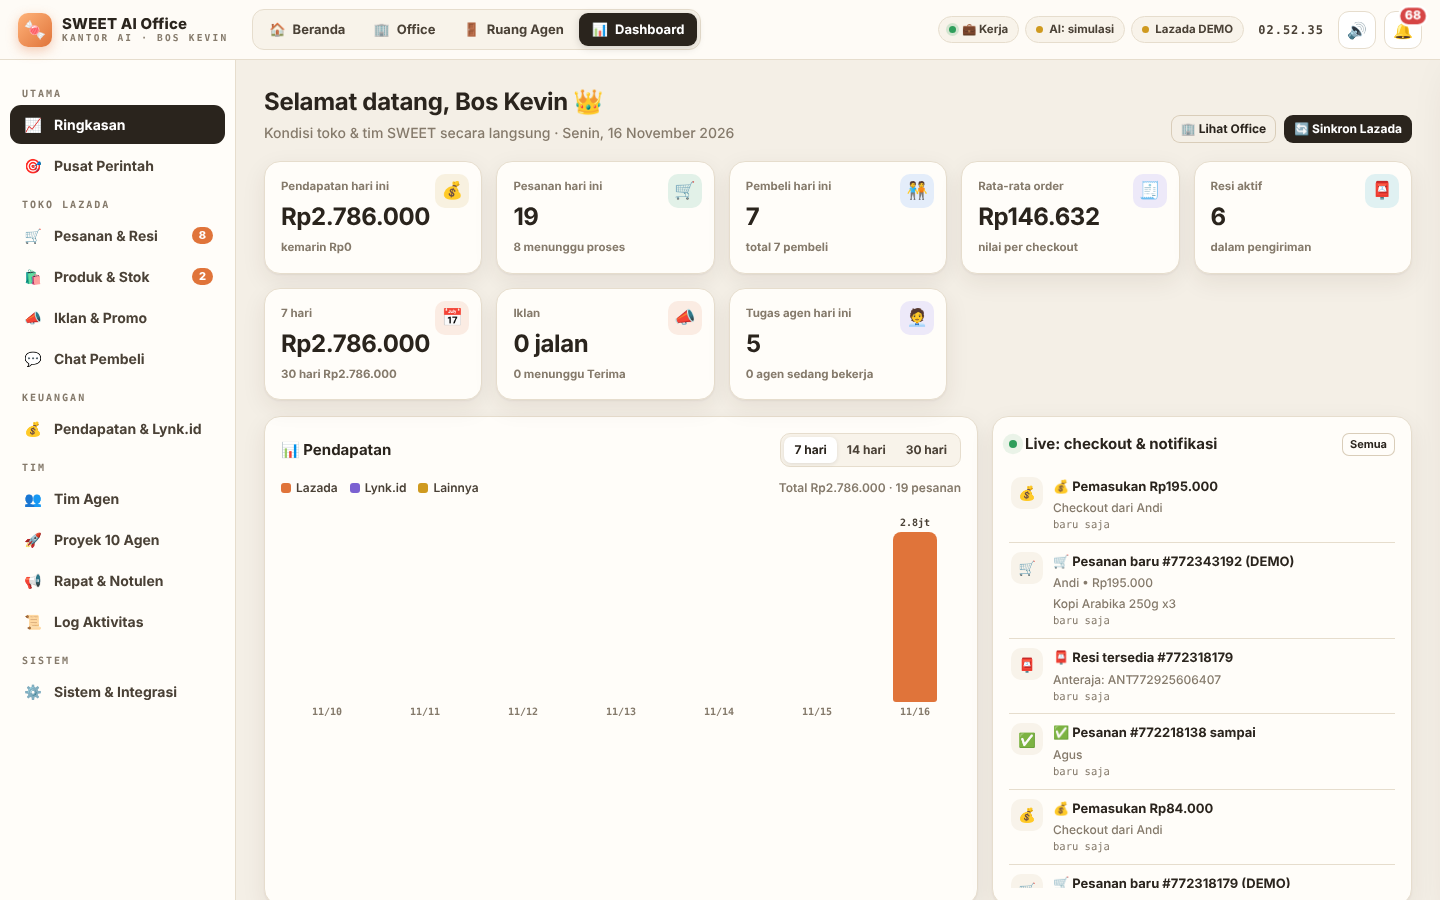 SWEET AI Office
KANTOR AI · BOS KEVIN
Beranda
Office
Ruang Agen
Dashboard
Kerja
AI: simulasi
Lazada DEMO
02.52.35
68
UTAMA
Ringkasan
Pusat Perintah
TOKO LAZADA
Pesanan & Resi 8
Produk & Stok 2
Iklan & Promo
Chat Pembeli
KEUANGAN
Pendapatan & Lynk.id
TIM
Tim Agen
Proyek 10 Agen
Rapat & Notulen
Log Aktivitas
SISTEM
Sistem & Integrasi
Selamat datang, Bos Kevin
Kondisi toko & tim SWEET secara langsung · Senin, 16 November 2026
Lihat Office
Sinkron Lazada
Pendapatan hari ini
Rp2.786.000
kemarin Rp0
Pesanan hari ini
19
8 menunggu proses
Pembeli hari ini
7
total 7 pembeli
Rata-rata order
Rp146.632
nilai per checkout
Resi aktif
6
dalam pengiriman
7 hari
Rp2.786.000
30 hari Rp2.786.000
Iklan
0 jalan
0 menunggu Terima
Tugas agen hari ini
5
0 agen sedang bekerja
Pendapatan
7 hari
14 hari
30 hari
Lazada
Lynk.id
Lainnya
Total Rp2.786.000 · 19 pesanan
2.8jt
11/10
11/11
11/12
11/13
11/14
11/15
11/16
Live: checkout & notifikasi
Semua
Pemasukan Rp195.000
Checkout dari Andi
baru saja
Pesanan baru #772343192 (DEMO)
Andi • Rp195.000
Kopi Arabika 250g x3
baru saja
Resi tersedia #772318179
Anteraja: ANT772925606407
baru saja
Pesanan #772218138 sampai
Agus
baru saja
Pemasukan Rp84.000
Checkout dari Andi
baru saja
Pesanan baru #772318179 (DEMO)